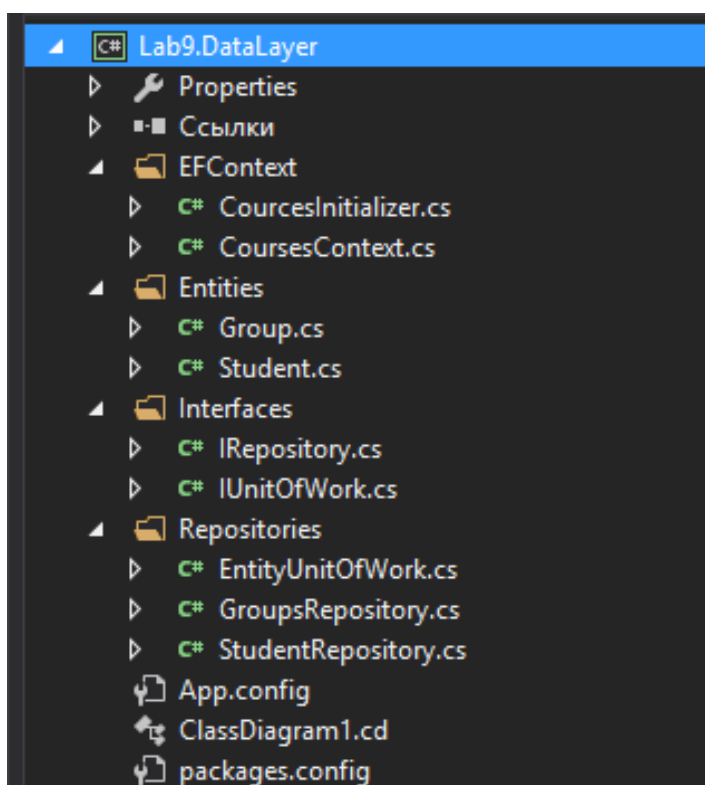 C# Lab9.DataLayer
Properties
Ссылки
EFContext
C# CourcesInitializer.cs
C# CoursesContext.cs
Entities
C# Group.cs
C# Student.cs
Interfaces
C# IRepository.cs
C# IUnitOfWork.cs
Repositories
C# EntityUnitOfWork.cs
C# GroupsRepository.cs
C# StudentRepository.cs
App.config
ClassDiagram1.cd
packages.config